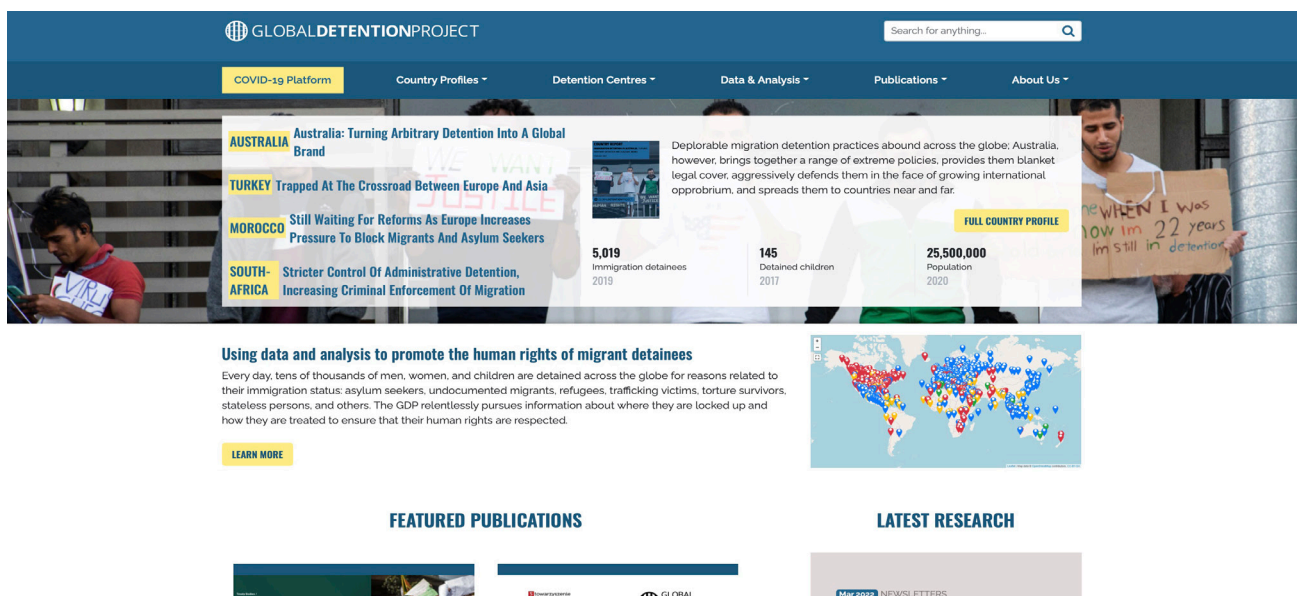 GLOBALDETENTIONPROJECT
Search for anything...
COVID-19 Platform
Country Profiles
Detention Centres
Data & Analysis
Publications
About Us
AUSTRALIA
Australia: Turning Arbitrary Detention Into A Global
Brand
TURKEY
Trapped At The Crossroad Between Europe And Asia
MOROCCO
Still Waiting For Reforms As Europe Increases
Pressure To Block Migrants And Asylum Seekers
SOUTH-
AFRICA
Stricter Control Of Administrative Detention,
Increasing Criminal Enforcement Of Migration
WE WANT
JUSTICE
Deplorable migration detention practices abound across the globe; Australia,
however, brings together a range of extreme policies, provides them blanket
legal cover, aggressively defends them in the face of growing international
opprobrium, and spreads them to countries near and far.
FULL COUNTRY PROFILE
5,019
Immigration detainees
2019
145
Detained children
2017
25,500,000
Population
2020
WHEN I was
now Im 22 years
Im still in detention
Using data and analysis to promote the human rights of migrant detainees
Every day, tens of thousands of men, women, and children are detained across the globe for reasons related to
their immigration status: asylum seekers, undocumented migrants, refugees, trafficking victims, torture survivors,
stateless persons, and others. The GDP relentlessly pursues information about where they are locked up and
how they are treated to ensure that their human rights are respected.
LEARN MORE
FEATURED PUBLICATIONS
LATEST RESEARCH
Stowarzyszenie
GLOBAL
Mar 2022 NEWSLETTERS